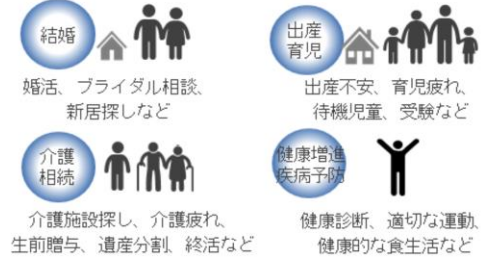 結婚
婚活、ブライダル相談、
新居探しなど
出産
育児
出産不安、育児疲れ、
待機児童、受験など
介護
相続
介護施設探し、介護疲れ、
生前贈与、遺産分割、終活など
健康増進
疾病予防
健康診断、適切な運動、
健康的な食生活など